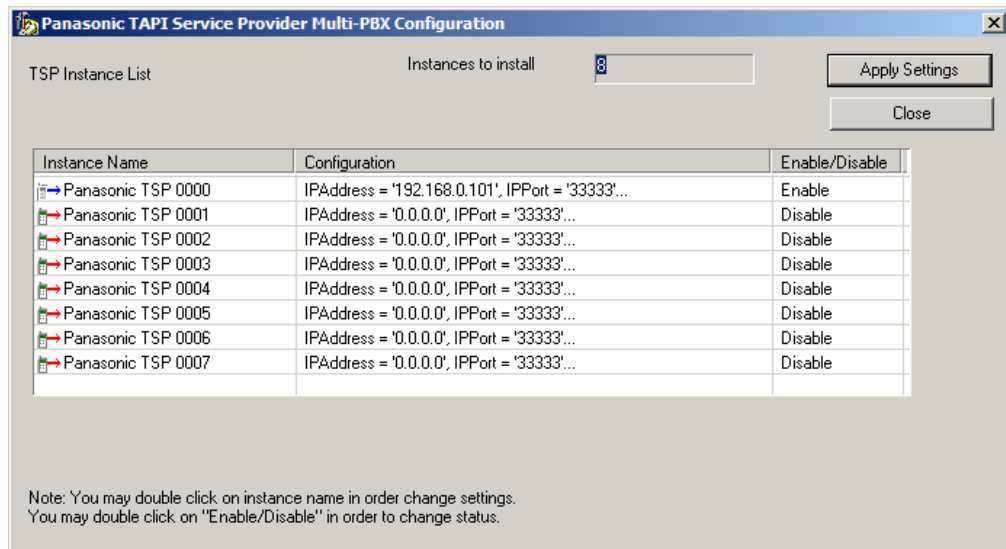 Panasonic TAPI Service Provider Multi-PBX Configuration
TSP Instance List
Instances to install 8
Apply Settings
Close
Instance Name Configuration Enable/Disable
Panasonic TSP 0000 IPAddress = '192.168.0.101', IPPort = '33333'... Enable
Panasonic TSP 0001 IPAddress = '0.0.0.0', IPPort = '33333'... Disable
Panasonic TSP 0002 IPAddress = '0.0.0.0', IPPort = '33333'... Disable
Panasonic TSP 0003 IPAddress = '0.0.0.0', IPPort = '33333'... Disable
Panasonic TSP 0004 IPAddress = '0.0.0.0', IPPort = '33333'... Disable
Panasonic TSP 0005 IPAddress = '0.0.0.0', IPPort = '33333'... Disable
Panasonic TSP 0006 IPAddress = '0.0.0.0', IPPort = '33333'... Disable
Panasonic TSP 0007 IPAddress = '0.0.0.0', IPPort = '33333'... Disable
Note: You may double click on instance name in order change settings.
You may double click on "Enable/Disable" in order to change status.